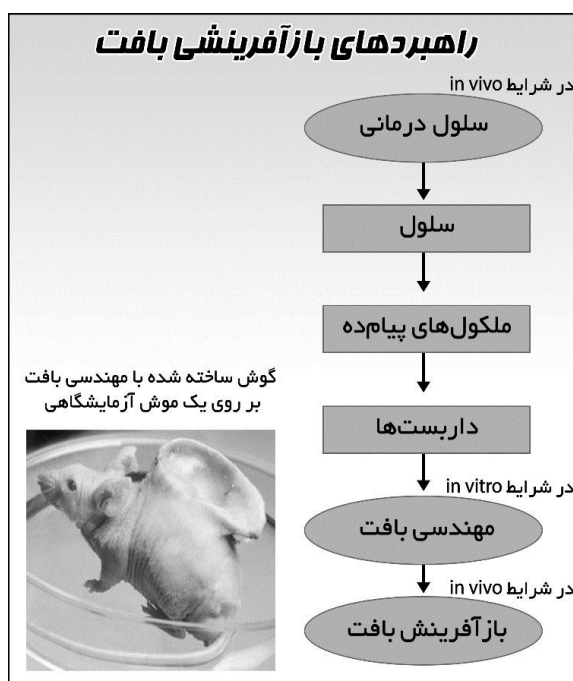 راهبردهای بازآفرینشی بافت
در شرایط in vivo
سلول درمانی
سلول
ملکول‌های پیام‌ده
داربست‌ها
در شرایط in vitro
مهندسی بافت
در شرایط in vivo
بازآفرینش بافت
گوش ساخته شده با مهندسی بافت
بر روی یک موش آزمایشگاهی